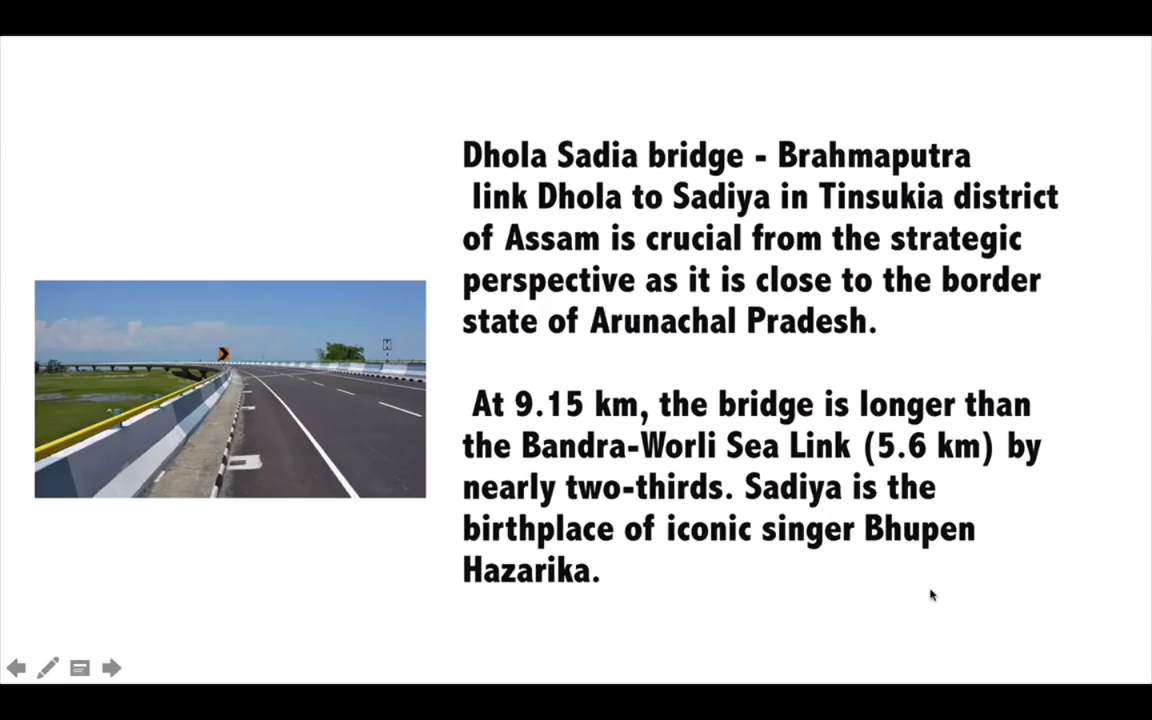 Dhola Sadia bridge - Brahmaputra
link Dhola to Sadiya in Tinsukia district
of Assam is crucial from the strategic
perspective as it is close to the border
state of Arunachal Pradesh.
At 9.15 km, the bridge is longer than
the Bandra-Worli Sea Link (5.6 km) by
nearly two-thirds. Sadiya is the
birthplace of iconic singer Bhupen
Hazarika.